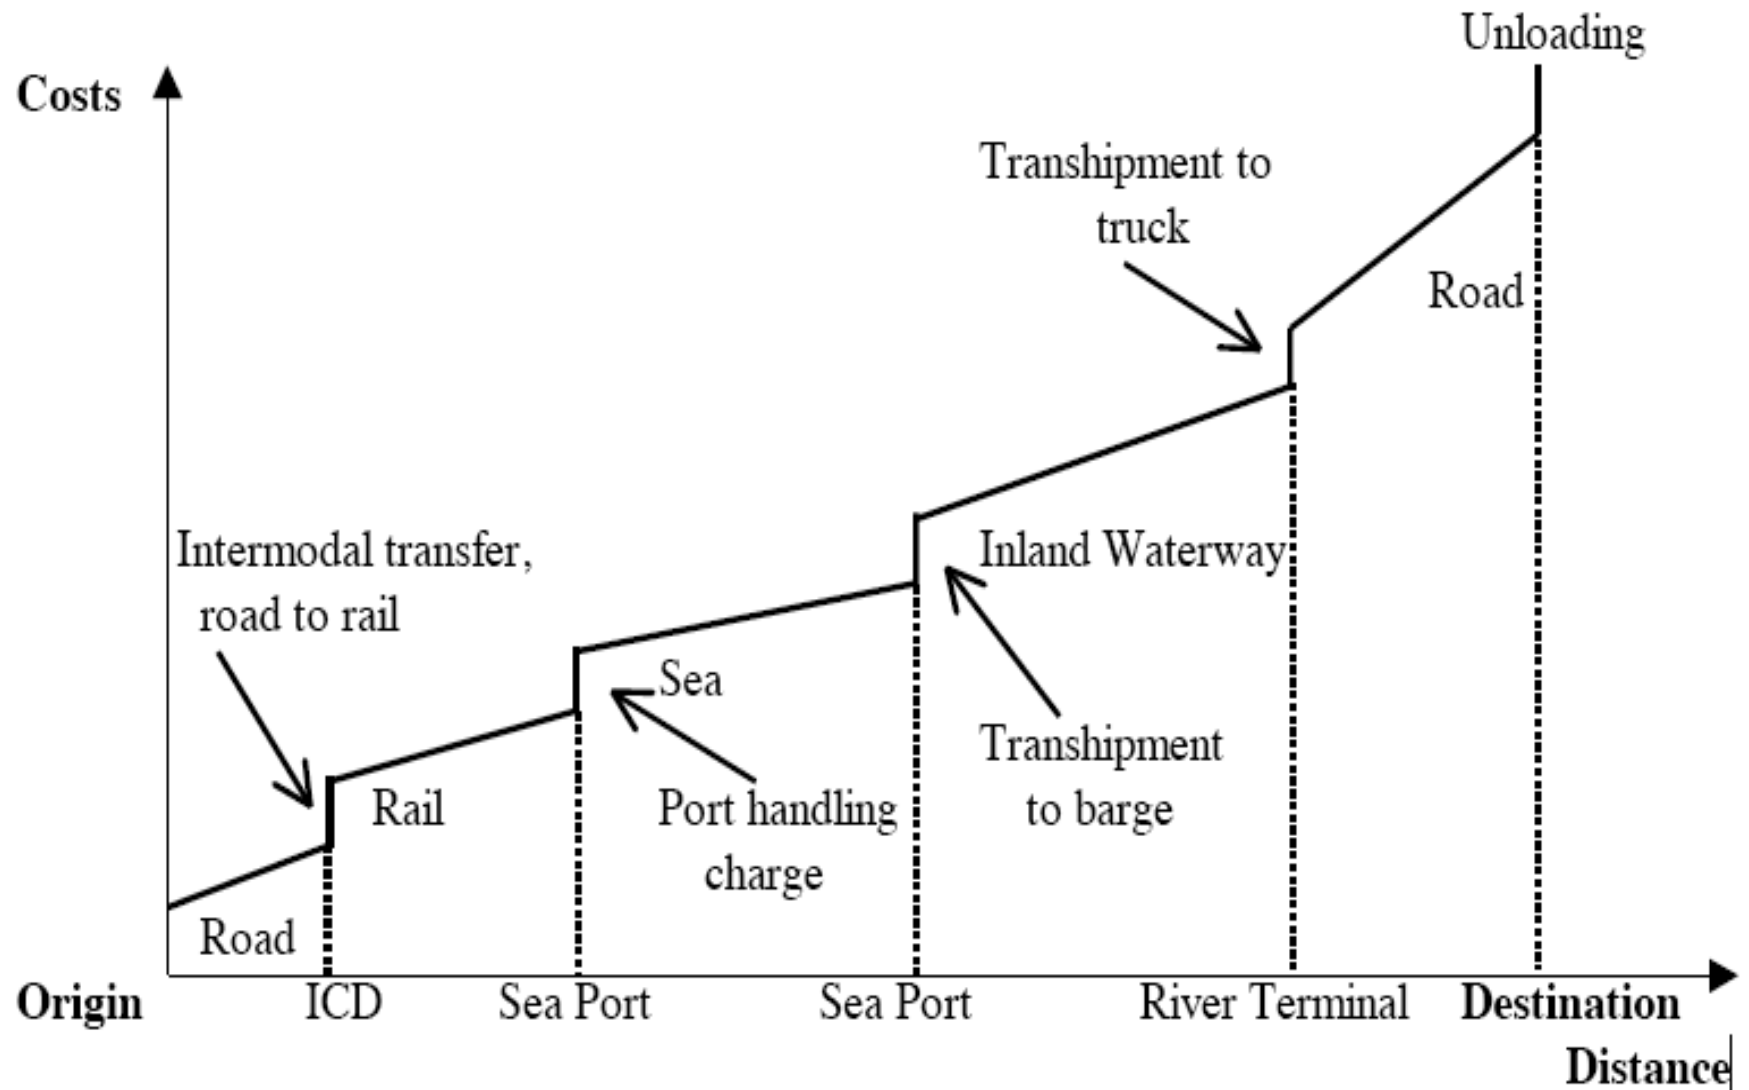 Unloading
Costs
Transhipment to
truck
Road
Intermodal transfer,
road to rail
Inland Waterway
Sea
Transhipment
to barge
Rail
Port handling
charge
Road
Origin
ICD
Sea Port
Sea Port
River Terminal
Destination
Distance